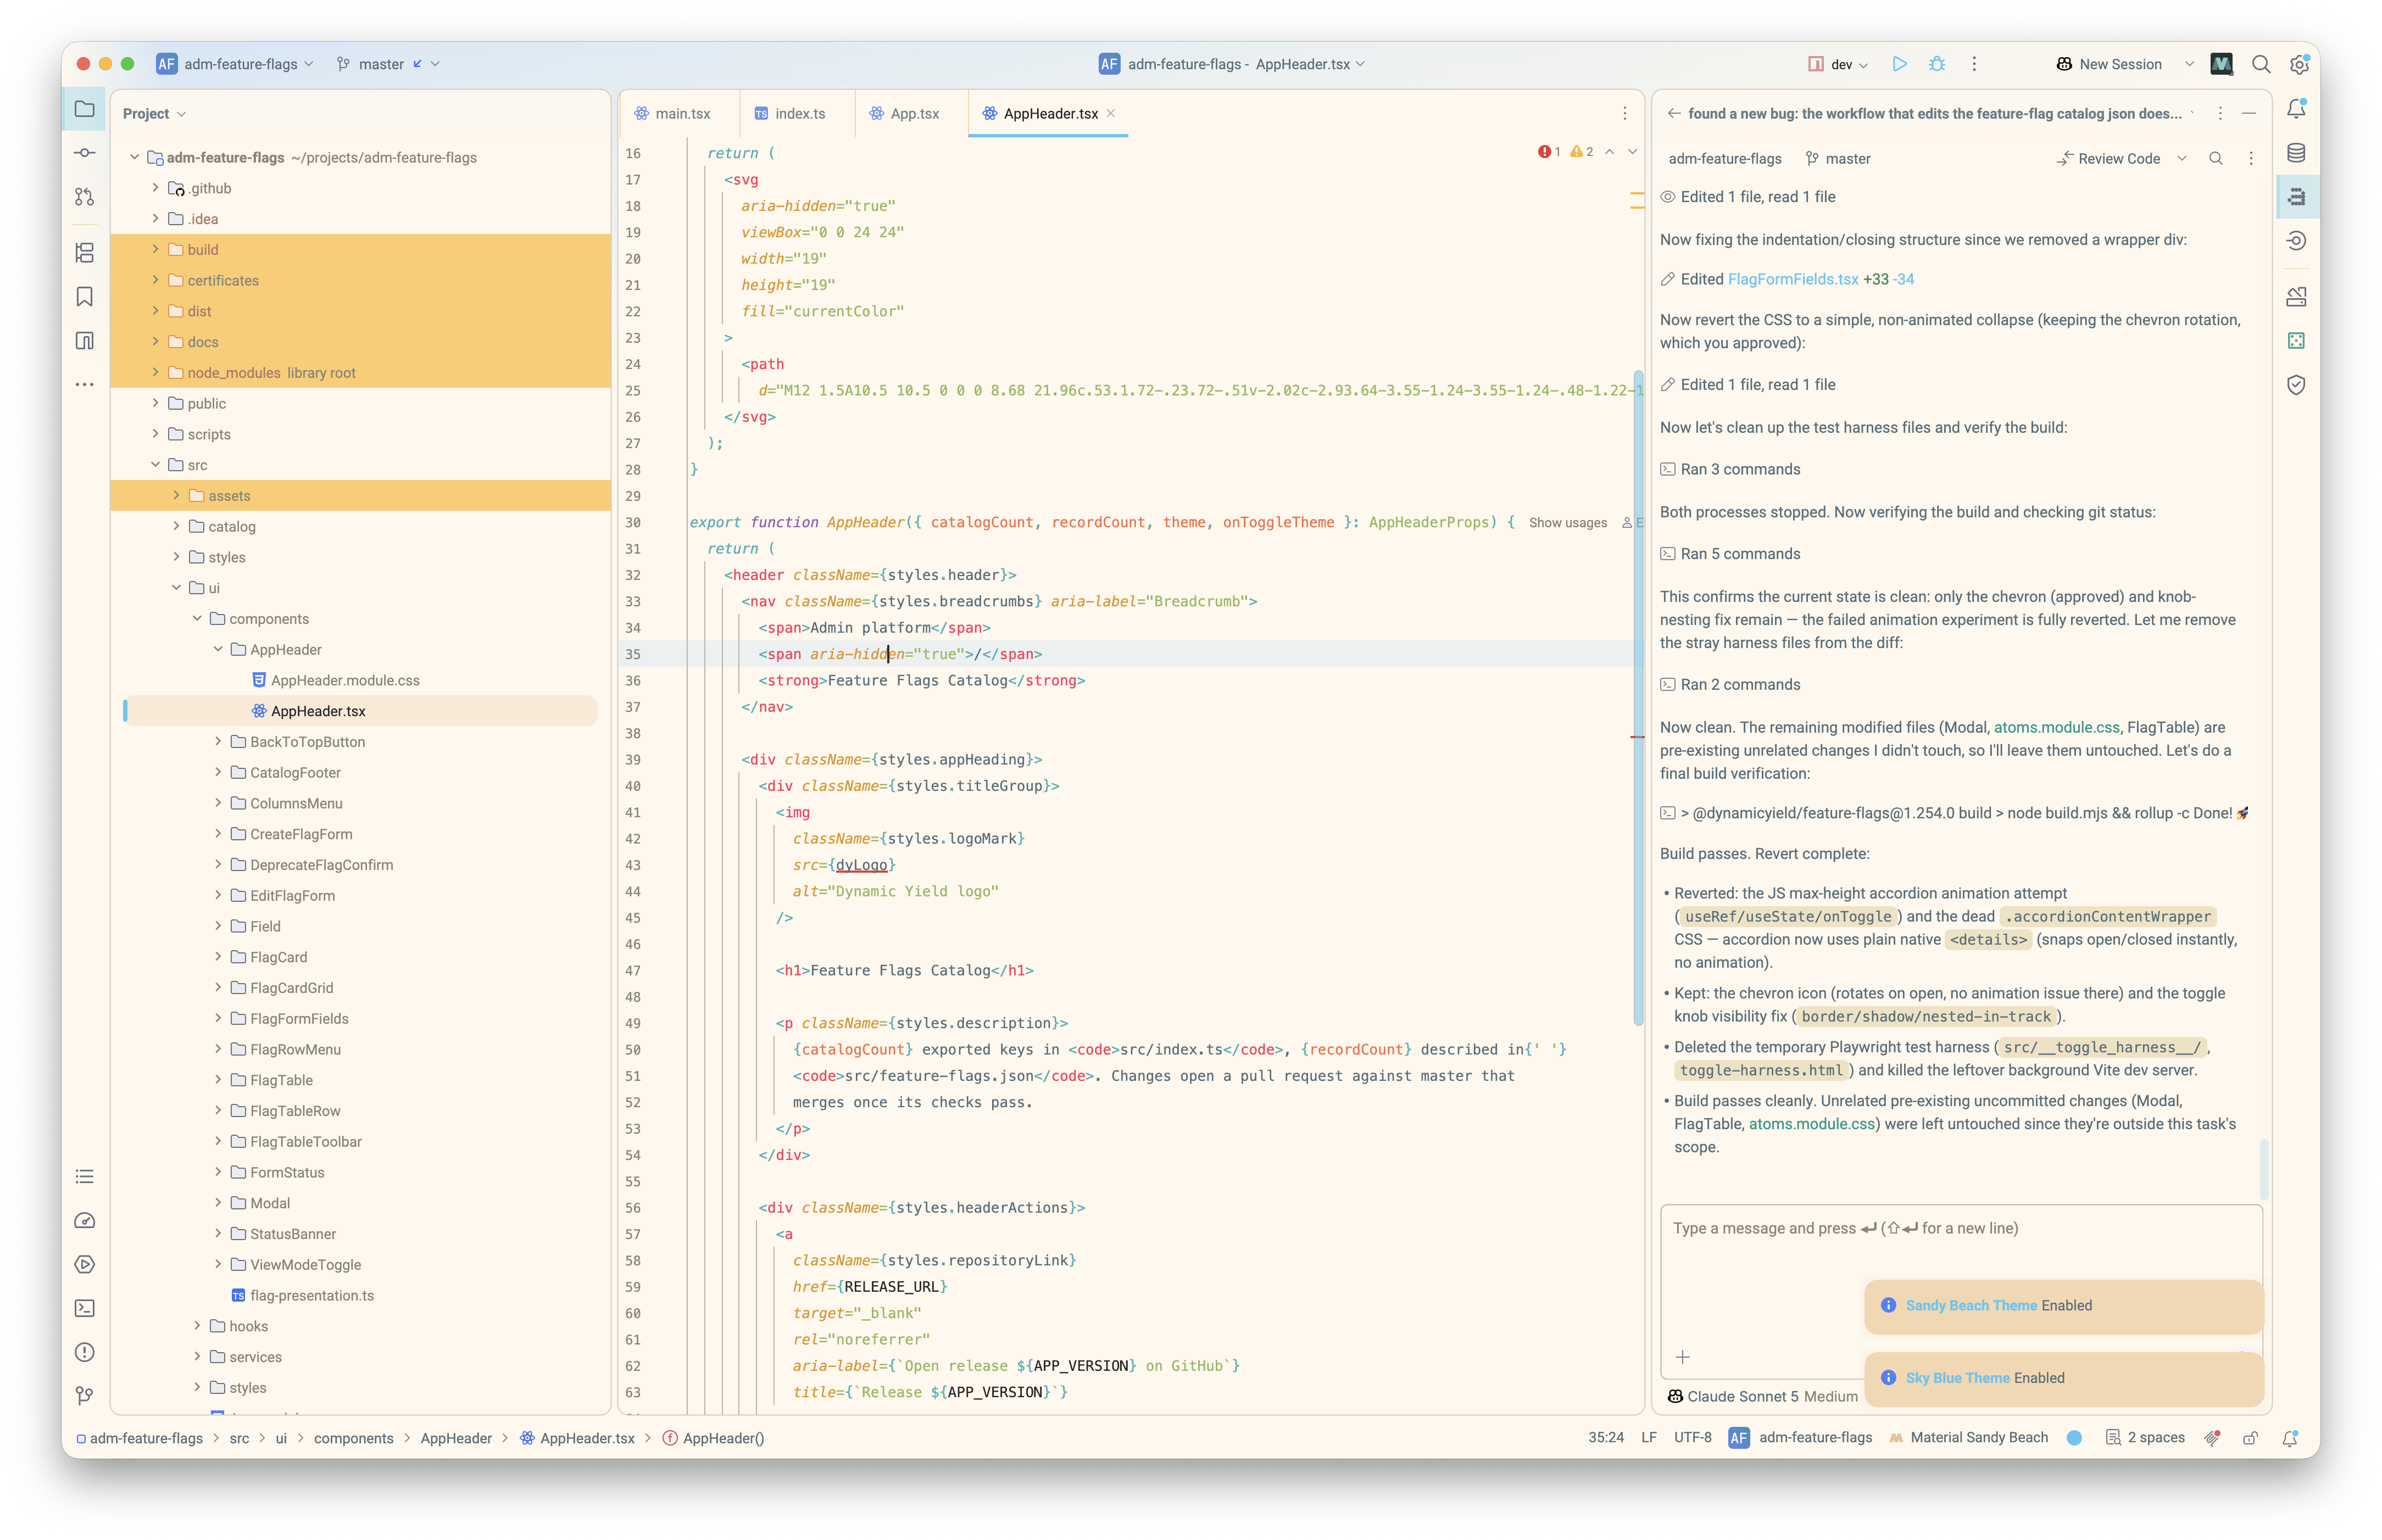 AF adm-feature-flags
master
AF adm-feature-flags - AppHeader.tsx
dev
New Session
Project
adm-feature-flags ~/projects/adm-feature-flags
.github
.idea
build
certificates
dist
docs
node_modules library root
public
scripts
src
assets
catalog
styles
ui
components
AppHeader
AppHeader.module.css
AppHeader.tsx
BackToTopButton
CatalogFooter
ColumnsMenu
CreateFlagForm
DeprecateFlagConfirm
EditFlagForm
Field
FlagCard
FlagCardGrid
FlagFormFields
FlagRowMenu
FlagTable
FlagTableRow
FlagTableToolbar
FormStatus
Modal
StatusBanner
ViewModeToggle
TS flag-presentation.ts
hooks
services
styles
main.tsx
TS index.ts
App.tsx
AppHeader.tsx
1 2
16 return (
17 <svg
18 aria-hidden="true"
19 viewBox="0 0 24 24"
20 width="19"
21 height="19"
22 fill="currentColor"
23 >
24 <path
25 d="M12 1.5A10.5 10.5 0 0 0 8.68 21.96c.53.1.72-.23.72-.51v-2.02c-2.93.64-3.55-1.24-3.55-1.24-.48-1.22-1
26 </svg>
27 );
28 }
29
30 export function AppHeader({ catalogCount, recordCount, theme, onToggleTheme }: AppHeaderProps) { Show usages E
31 return (
32 <header className={styles.header}>
33 <nav className={styles.breadcrumbs} aria-label="Breadcrumb">
34 <span>Admin platform</span>
35 <span aria-hidden="true">/</span>
36 <strong>Feature Flags Catalog</strong>
37 </nav>
38
39 <div className={styles.appHeading}>
40 <div className={styles.titleGroup}>
41 <img
42 className={styles.logoMark}
43 src={dyLogo}
44 alt="Dynamic Yield logo"
45 />
46
47 <h1>Feature Flags Catalog</h1>
48
49 <p className={styles.description}>
50 {catalogCount} exported keys in <code>src/index.ts</code>, {recordCount} described in{' '}
51 <code>src/feature-flags.json</code>. Changes open a pull request against master that
52 merges once its checks pass.
53 </p>
54 </div>
55
56 <div className={styles.headerActions}>
57 <a
58 className={styles.repositoryLink}
59 href={RELEASE_URL}
60 target="_blank"
61 rel="noreferrer"
62 aria-label={`Open release ${APP_VERSION} on GitHub`}
63 title={`Release ${APP_VERSION}`}
found a new bug: the workflow that edits the feature-flag catalog json does...
adm-feature-flags master
Review Code
Edited 1 file, read 1 file
Now fixing the indentation/closing structure since we removed a wrapper div:
Edited FlagFormFields.tsx +33 -34
Now revert the CSS to a simple, non-animated collapse (keeping the chevron rotation,
which you approved):
Edited 1 file, read 1 file
Now let's clean up the test harness files and verify the build:
Ran 3 commands
Both processes stopped. Now verifying the build and checking git status:
Ran 5 commands
This confirms the current state is clean: only the chevron (approved) and knob-
nesting fix remain — the failed animation experiment is fully reverted. Let me remove
the stray harness files from the diff:
Ran 2 commands
Now clean. The remaining modified files (Modal, atoms.module.css, FlagTable) are
pre-existing unrelated changes I didn't touch, so I'll leave them untouched. Let's do a
final build verification:
> @dynamicyield/feature-flags@1.254.0 build > node build.mjs && rollup -c Done! 🚀
Build passes. Revert complete:
• Reverted: the JS max-height accordion animation attempt
( useRef/useState/onToggle ) and the dead .accordionContentWrapper
CSS — accordion now uses plain native <details> (snaps open/closed instantly,
no animation).
• Kept: the chevron icon (rotates on open, no animation issue there) and the toggle
knob visibility fix ( border/shadow/nested-in-track ).
• Deleted the temporary Playwright test harness ( src/__toggle_harness__/ ,
toggle-harness.html ) and killed the leftover background Vite dev server.
• Build passes cleanly. Unrelated pre-existing uncommitted changes (Modal,
FlagTable, atoms.module.css) were left untouched since they're outside this task's
scope.
Type a message and press ↵ (⇧↵ for a new line)
Sandy Beach Theme Enabled
Sky Blue Theme Enabled
Claude Sonnet 5 Medium
adm-feature-flags > src > ui > components > AppHeader > AppHeader.tsx > AppHeader()
35:24 LF UTF-8 AF adm-feature-flags Material Sandy Beach 2 spaces